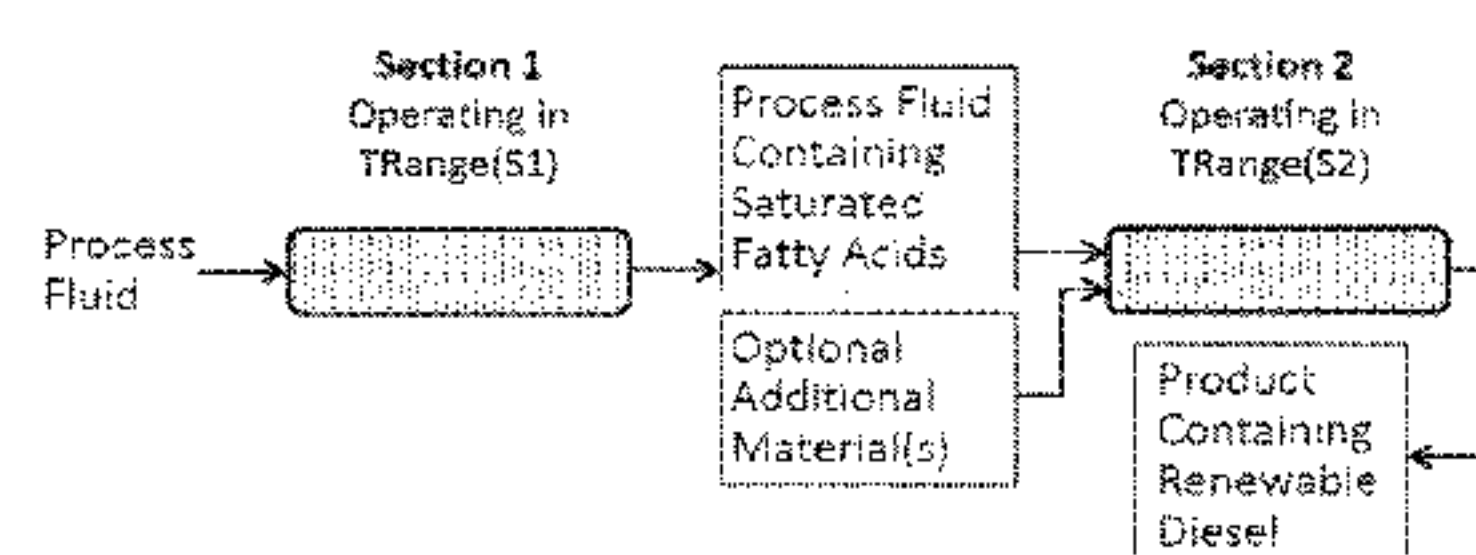 Section 1
Operating in
TRange(S1)
Process
Fluid
Process Fluid
Containing
Saturated
Fatty Acids
Optional
Additional
Material(s)
Section 2
Operating in
TRange(S2)
Product
Containing
Renewable
Diesel